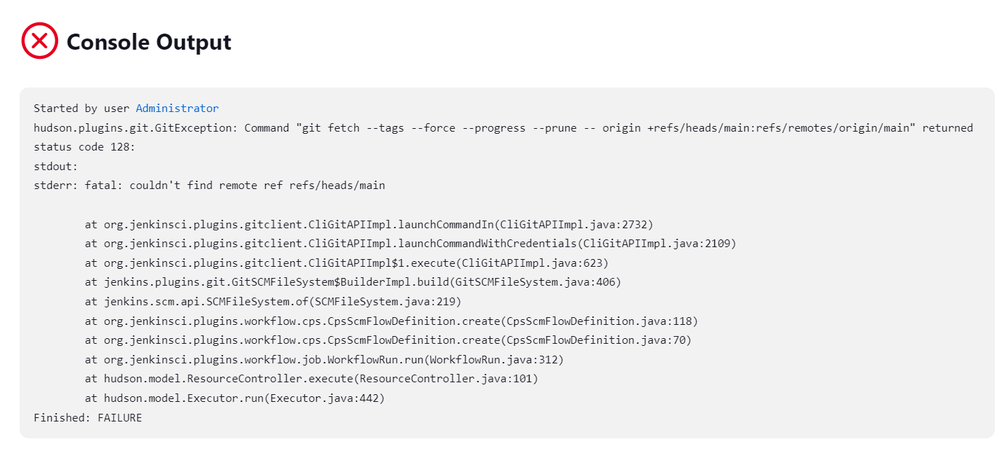 Console Output
Started by user Administrator
hudson.plugins.git.GitException: Command "git fetch --tags --force --progress --prune -- origin +refs/heads/main:refs/remotes/origin/main" returned
status code 128:
stdout:
stderr: fatal: couldn't find remote ref refs/heads/main
at org.jenkinsci.plugins.gitclient.CliGitAPIImpl.launchCommandIn(CliGitAPIImpl.java:2732)
at org.jenkinsci.plugins.gitclient.CliGitAPIImpl.launchCommandWithCredentials(CliGitAPIImpl.java:2109)
at org.jenkinsci.plugins.gitclient.CliGitAPIImpl$1.execute(CliGitAPIImpl.java:623)
at jenkins.plugins.git.GitSCMFileSystem$BuilderImpl.build(GitSCMFileSystem.java:406)
at jenkins.scm.api.SCMFileSystem.of(SCMFileSystem.java:219)
at org.jenkinsci.plugins.workflow.cps.CpsScmFlowDefinition.create(CpsScmFlowDefinition.java:118)
at org.jenkinsci.plugins.workflow.cps.CpsScmFlowDefinition.create(CpsScmFlowDefinition.java:70)
at org.jenkinsci.plugins.workflow.job.WorkflowRun.run(WorkflowRun.java:312)
at hudson.model.ResourceController.execute(ResourceController.java:101)
at hudson.model.Executor.run(Executor.java:442)
Finished: FAILURE